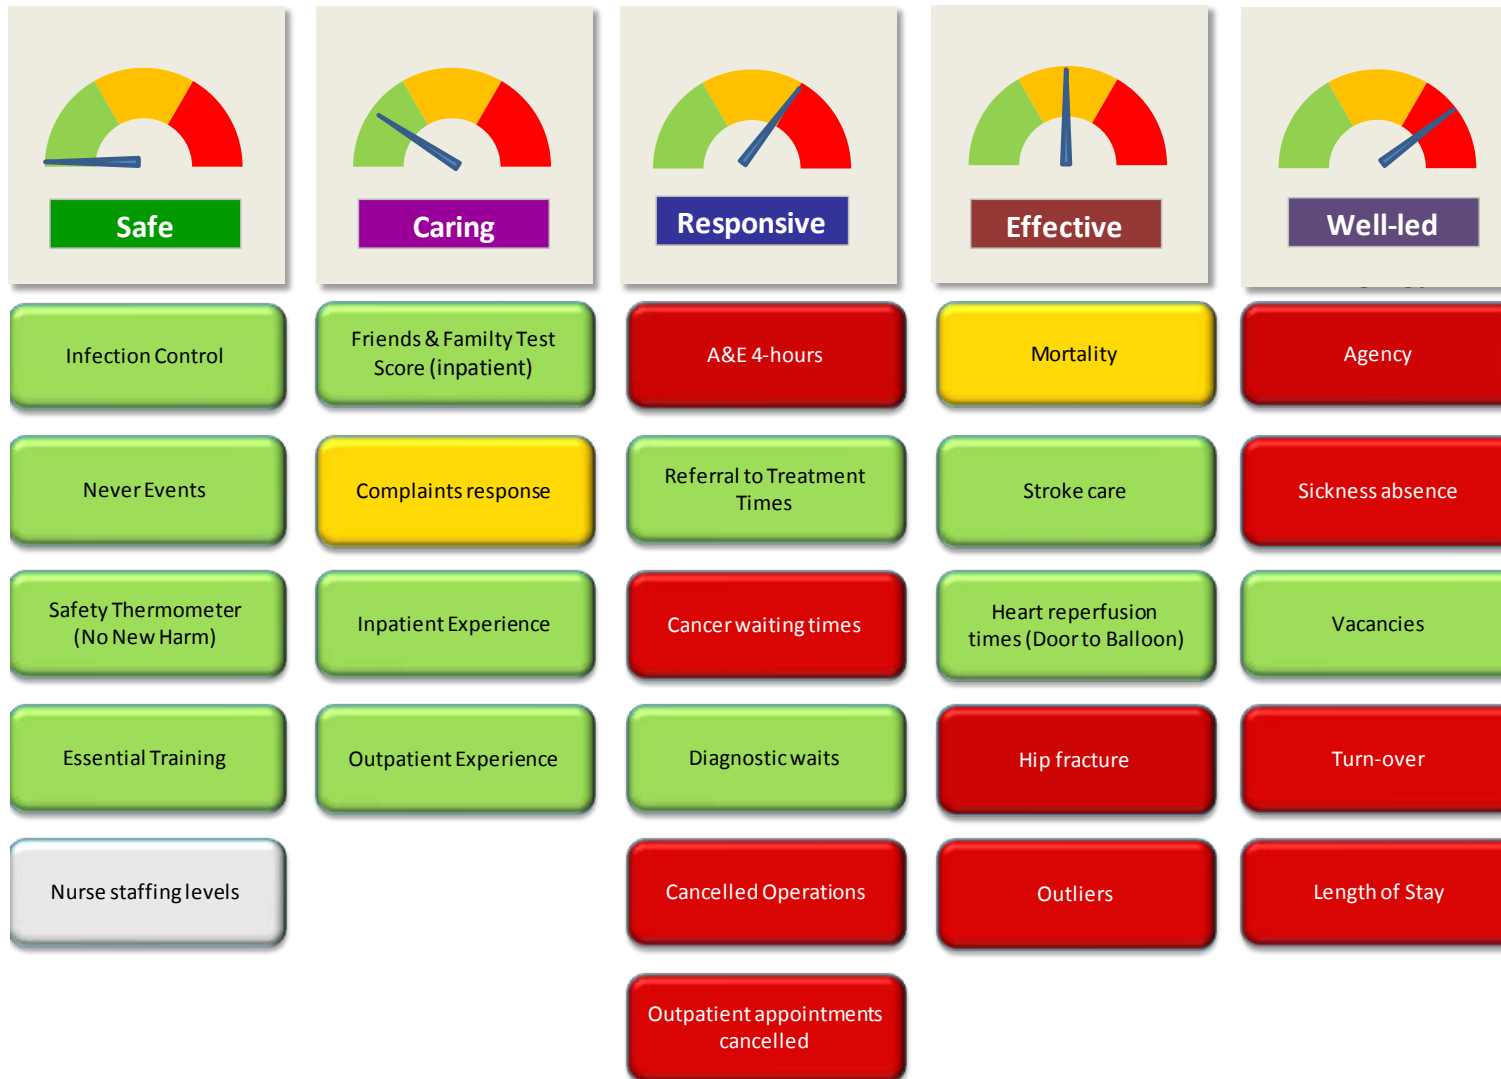 Safe
Caring
Responsive
Effective
Well-led
Infection Control
Never Events
Safety Thermometer
(No New Harm)
Essential Training
Nurse staffing levels
Friends & Familty Test
Score (inpatient)
Complaints response
Inpatient Experience
Outpatient Experience
A&E 4-hours
Referral to Treatment
Times
Cancer waiting times
Diagnostic waits
Cancelled Operations
Outpatient appointments
cancelled
Mortality
Stroke care
Heart reperfusion
times (Door to Balloon)
Hip fracture
Outliers
Agency
Sickness absence
Vacancies
Turn-over
Length of Stay